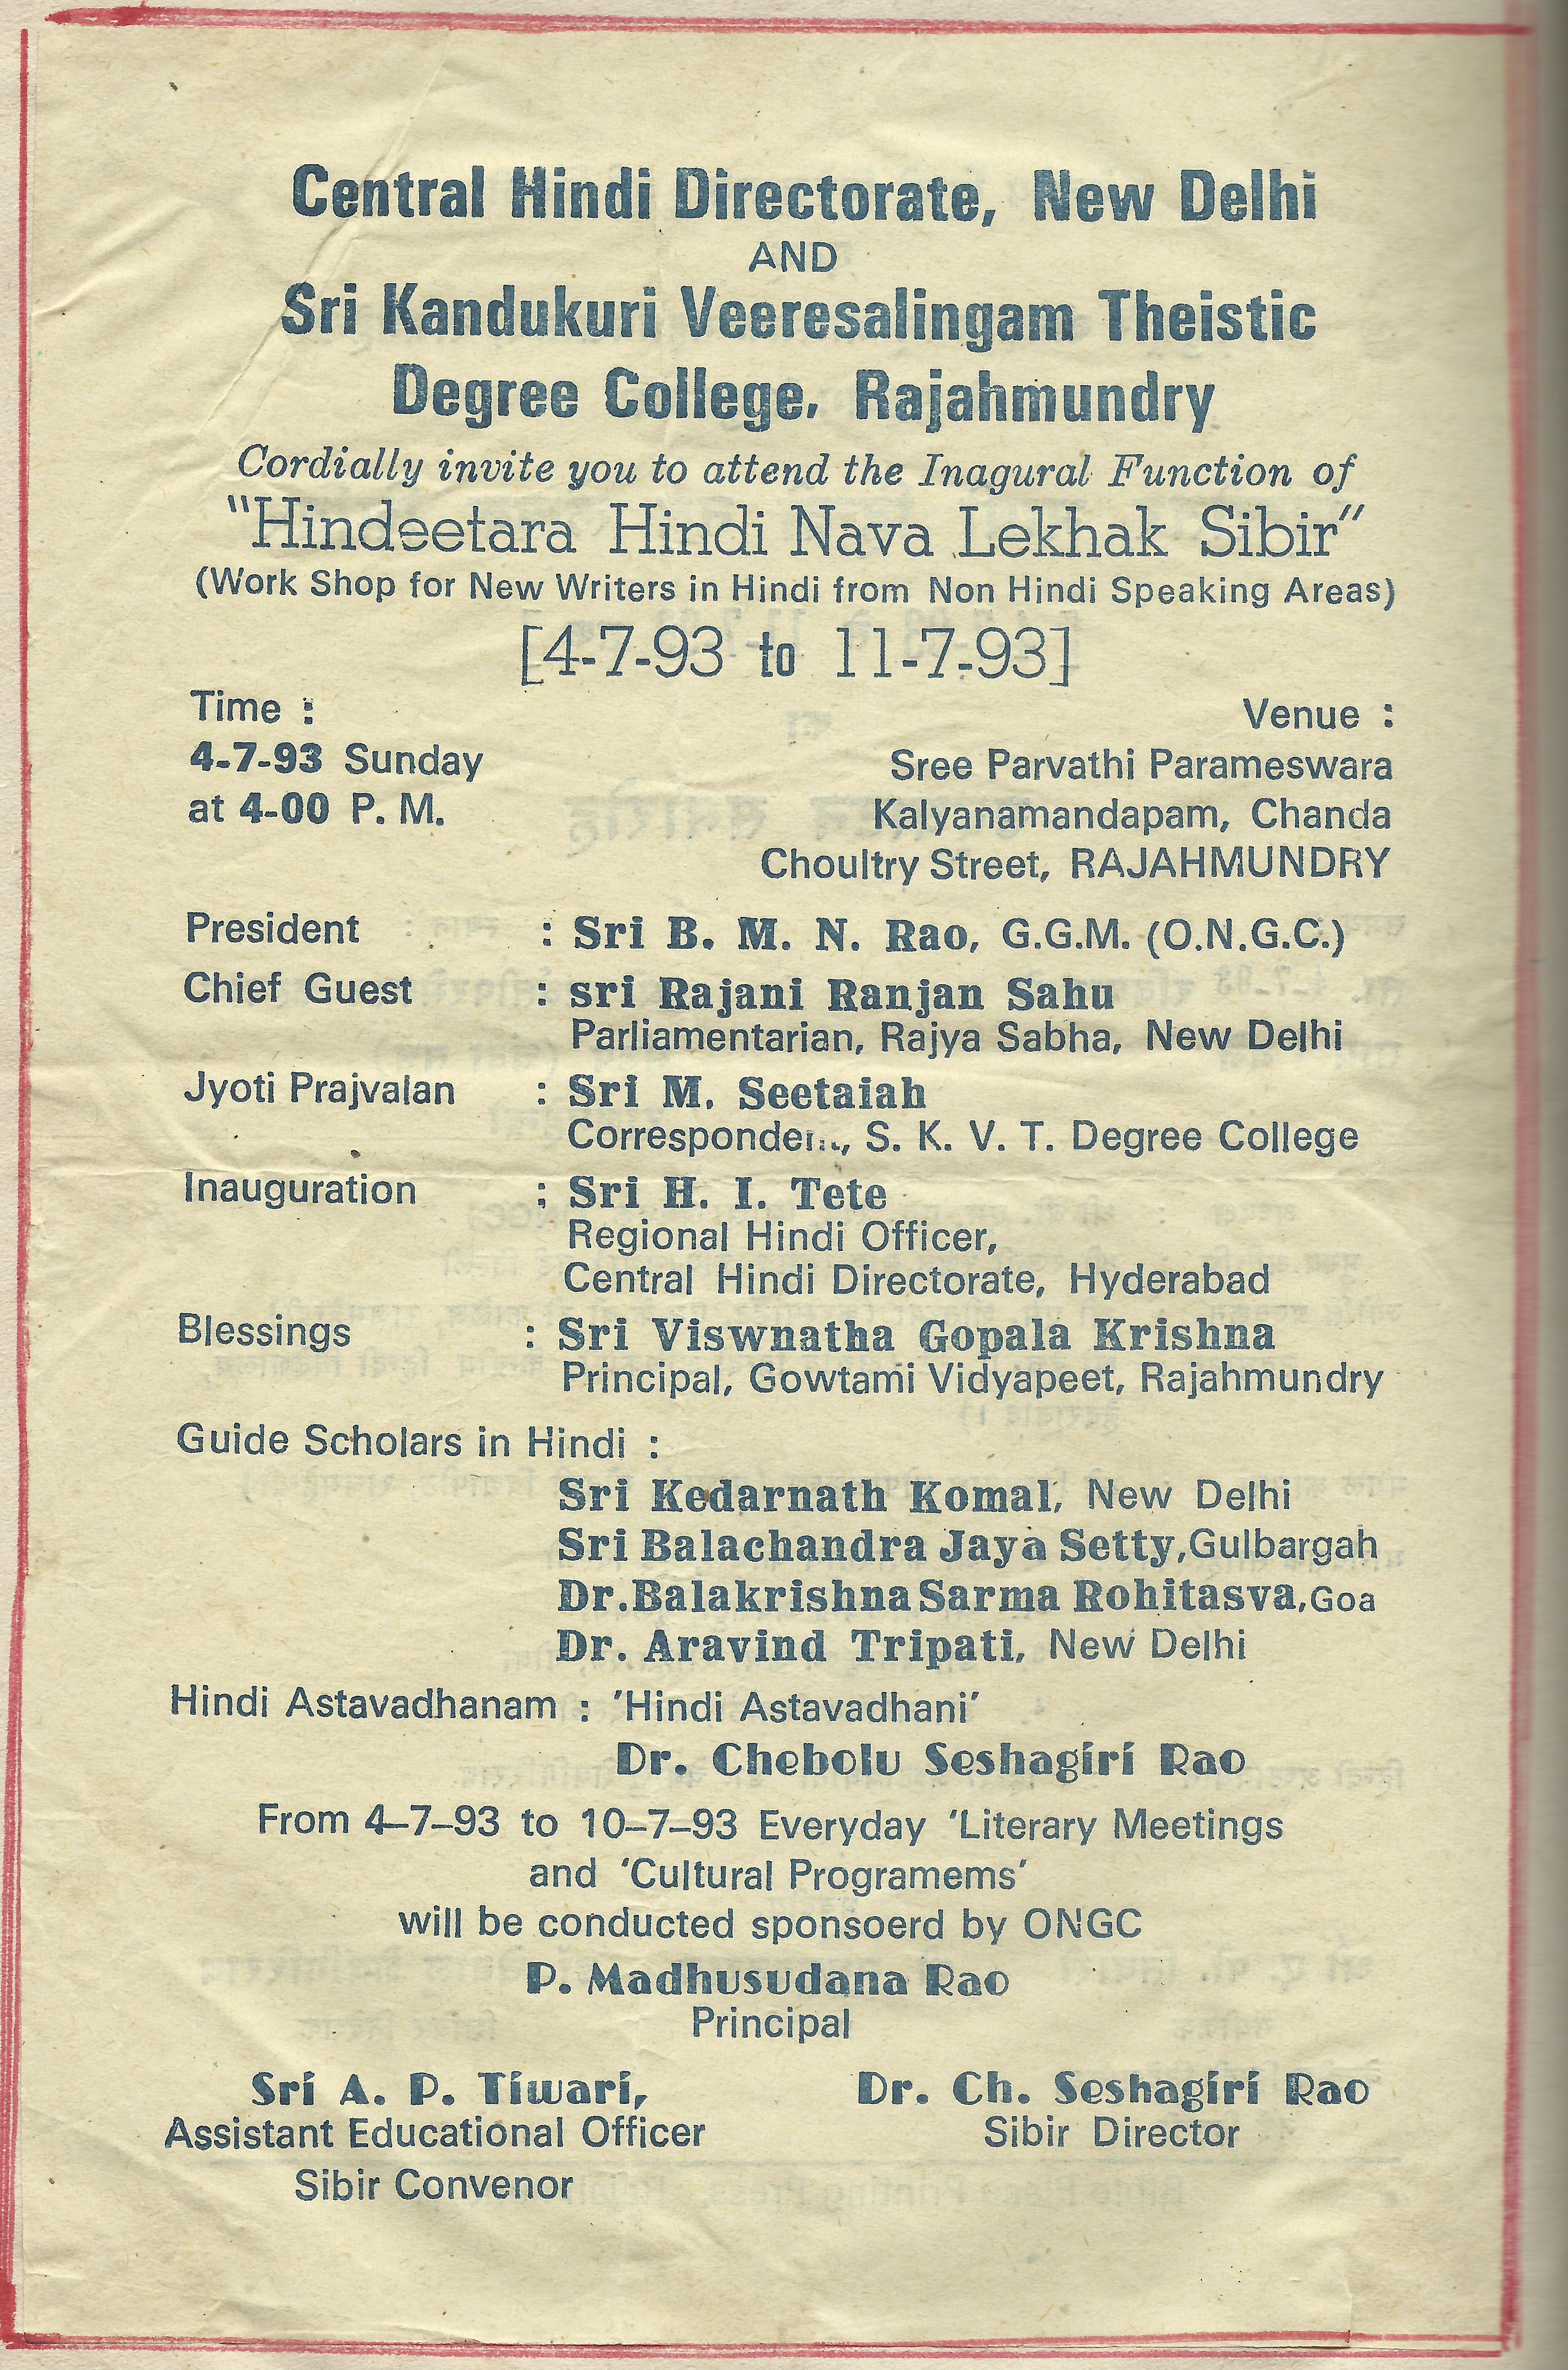 Central Hindi Directorate, New Delhi
AND
Sri Kandukuri Veeresalingam Theistic
Degree College, Rajahmundry
Cordially invite you to attend the Inagural Function of
"Hindeetara Hindi Nava Lekhak Sibir"
(Work Shop for New Writers in Hindi from Non Hindi Speaking Areas)
[4-7-93 to 11-7-93]
Time :
4-7-93 Sunday
at 4-00 P. M.
Venue :
Sree Parvathi Parameswara
Kalyanamandapam, Chanda
Choultry Street, RAJAHMUNDRY
President : Sri B. M. N. Rao, G.G.M. (O.N.G.C.)
Chief Guest : sri Rajani Ranjan Sahu
Parliamentarian, Rajya Sabha, New Delhi
Jyoti Prajvalan : Sri M. Seetaiah
S. K. V. T. Degree College
Inauguration : Sri H. I. Tete
Regional Hindi Officer,
Central Hindi Directorate, Hyderabad
Blessings : Sri Viswnatha Gopala Krishna
Principal, Gowtami Vidyapeet, Rajahmundry
Guide Scholars in Hindi :
Sri Kedarnath Komal, New Delhi
Sri Balachandra Jaya Setty, Gulbargah
Dr. Balakrishna Sarma Rohitasva, Goa
Dr. Aravind Tripati, New Delhi
Hindi Astavadhanam : 'Hindi Astavadhani'
Dr. Chebolu Seshagiri Rao
From 4-7-93 to 10-7-93 Everyday 'Literary Meetings
and 'Cultural Programems'
will be conducted sponsoerd by ONGC
P. Madhusudana Rao
Principal
Sri A. P. Tiwari,
Assistant Educational Officer
Sibir Convenor
Dr. Ch. Seshagiri Rao
Sibir Director